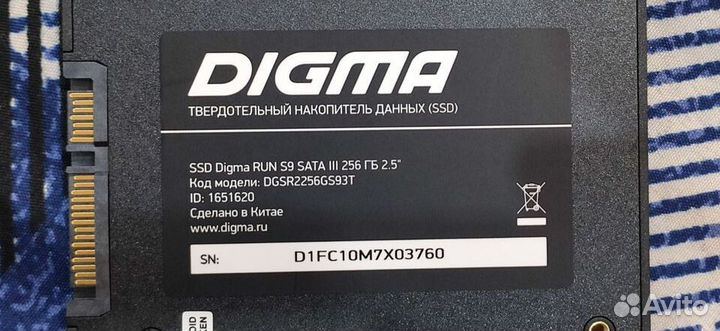 DIGMA
ТВЕРДОТЕЛЬНЫЙ НАКОПИТЕЛЬ ДАННЫХ (SSD)
SSD Digma RUN S9 SATA III 256 ГБ 2.5"
Код модели: DGSR2256GS93T
ID: 1651620
Сделано в Китае
www.digma.ru
SN: D1FC10M7X03760
Avito